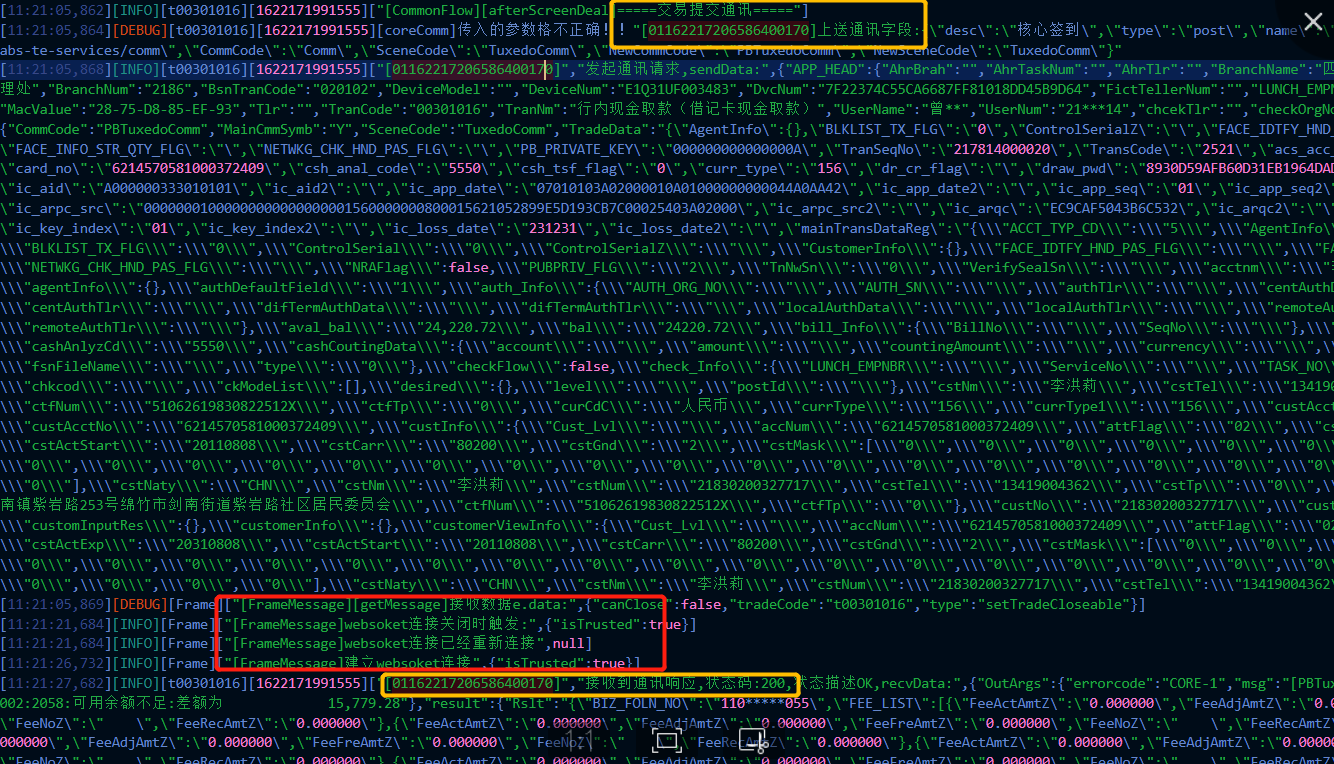 [11:21:05,862][INFO][t00301016][1622171991555]["[CommonFlow][afterScreenDeal]=====交易提交通讯====="]
[11:21:05,864][DEBUG][t00301016][1622171991555][coreComm]传入的参数格不正确!！"[01162217206586400170]上送通讯字段:{\"desc\":\"核心签到\",\"type\":\"post\",\"name\
abs-te-services/comm\",\"CommCode\":\"Comm\",\"SceneCode\":\"TuxedoComm\",\"NewCommCode\":\"PBTuxedoComm\",\"NewSceneCode\":\"TuxedoComm\"}"
[11:21:05,868][INFO][t00301016][1622171991555]["[01162217206586400170]","发起通讯请求,sendData:",{"APP_HEAD":{"AhrBrah":"","AhrTaskNum":"","AhrTlr":"","BranchName":"四
理处","BranchNum":"2186","BsnTranCode":"020102","DeviceModel":"","DeviceNum":"E1Q31UF003483","DvcNum":"7F22374C55CA6687FF81018DD45B9D64","FictTellerNum":"","LUNCH_EMPN
"MacValue":"28-75-D8-85-EF-93","Tlr":"","TranCode":"00301016","TranNm":"行内现金取款（借记卡现金取款）","UserName":"曾**","UserNum":"21***14","chcekTlr":"","checkOrgNo
{"CommCode":"PBTuxedoComm","MainCmmSymb":"Y","SceneCode":"TuxedoComm","TradeData":"{\"AgentInfo\":{},\"BLKLIST_TX_FLG\":\"0\",\"ControlSerialZ\":\"\",\"FACE_IDTFY_HND_
\"FACE_INFO_STR_QTY_FLG\":\"\",\"NETWKG_CHK_HND_PAS_FLG\":\"\",\"PB_PRIVATE_KEY\":\"000000000000000A\",\"TranSeqNo\":\"217814000020\",\"TransCode\":\"2521\",\"acs_acc_
\"card_no\":\"6214570581000372409\",\"csh_anal_code\":\"5550\",\"csh_tsf_flag\":\"0\",\"curr_type\":\"156\",\"dr_cr_flag\":\"\",\"draw_pwd\":\"8930D59AFB60D31EB1964DAD
\"ic_aid\":\"A000000333010101\",\"ic_aid2\":\"\",\"ic_app_date\":\"07010103A02000010A01000000000044A0AA42\",\"ic_app_date2\":\"\",\"ic_app_seq\":\"01\",\"ic_app_seq2\
\"ic_arpc_src\":\"00000001000000000000000001560000000800015621052899E5D193CB7C00025403A02000\",\"ic_arpc_src2\":\"\",\"ic_arqc\":\"EC9CAF5043B6C532\",\"ic_arqc2\":\"\
\"ic_key_index\":\"01\",\"ic_key_index2\":\"\",\"ic_loss_date\":\"231231\",\"ic_loss_date2\":\"\",\"mainTransDataReg\":\"{\\\"ACCT_TYP_CD\\\":\\\"5\\\",\\\"AgentInfo\
\\\"BLKLIST_TX_FLG\\\":\\\"0\\\",\\\"ControlSerial\\\":\\\"0\\\",\\\"ControlSerialZ\\\":\\\"\\\",\\\"CustomerInfo\\\":{},\\\"FACE_IDTFY_HND_PAS_FLG\\\":\\\"\\\",\\\"FA
\\\"NETWKG_CHK_HND_PAS_FLG\\\":\\\"\\\",\\\"NRAFlag\\\":false,\\\"PUBPRIV_FLG\\\":\\\"2\\\",\\\"TnNwSn\\\":\\\"0\\\",\\\"VerifySealSn\\\":\\\"\\\",\\\"acctnm\\\":\\\"
\\\"agentInfo\\\":{},\\\"authDefaultField\\\":\\\"1\\\",\\\"auth_Info\\\":{\\\"AUTH_ORG_NO\\\":\\\"\\\",\\\"AUTH_SN\\\":\\\"\\\",\\\"authTlr\\\":\\\"\\\",\\\"centAuthD
\\\"centAuthTlr\\\":\\\"\\\",\\\"difTermAuthData\\\":\\\"\\\",\\\"difTermAuthTlr\\\":\\\"\\\",\\\"localAuthData\\\":\\\"\\\",\\\"localAuthTlr\\\":\\\"\\\",\\\"remoteAu
\\\"remoteAuthTlr\\\":\\\"\\\"},\\\"aval_bal\\\":\\\"24,220.72\\\",\\\"bal\\\":\\\"24220.72\\\",\\\"bill_Info\\\":{\\\"BillNo\\\":\\\"\\\",\\\"SeqNo\\\":\\\"\\\"},\\\
\\\"cashAnlyzCd\\\":\\\"5550\\\",\\\"cashCoutingData\\\":{\\\"account\\\":\\\"\\\",\\\"amount\\\":\\\"\\\",\\\"countingAmount\\\":\\\"\\\",\\\"currency\\\":\\\"\\\",\\
\\\"fsnFileName\\\":\\\"\\\",\\\"type\\\":\\\"0\\\"},\\\"checkFlow\\\":false,\\\"check_Info\\\":{\\\"LUNCH_EMPNBR\\\":\\\"\\\",\\\"ServiceNo\\\":\\\"\\\",\\\"TASK_NO\\
\\\"chkcod\\\":\\\"\\\",\\\"ckModeList\\\":[],\\\"desired\\\":{},\\\"level\\\":\\\"\\\",\\\"postId\\\":\\\"\\\"},\\\"cstNm\\\":\\\"李洪莉\\\",\\\"cstTel\\\":\\\"13419
\\\"ctfNum\\\":\\\"51062619830822512X\\\",\\\"ctfTp\\\":\\\"0\\\",\\\"curCdC\\\":\\\"人民币\\\",\\\"currType\\\":\\\"156\\\",\\\"currType1\\\":\\\"156\\\",\\\"custAcct
\\\"custAcctNo\\\":\\\"6214570581000372409\\\",\\\"custInfo\\\":{\\\"Cust_Lvl\\\":\\\"\\\",\\\"accNum\\\":\\\"6214570581000372409\\\",\\\"attFlag\\\":\\\"02\\\",\\\"cs
\\\"cstActStart\\\":\\\"20110808\\\",\\\"cstCarr\\\":\\\"80200\\\",\\\"cstGnd\\\":\\\"2\\\",\\\"cstMask\\\":[\\\"0\\\",\\\"0\\\",\\\"0\\\",\\\"0\\\",\\\"0\\\",\\\"0\\\
\\\"0\\\",\\\"0\\\",\\\"0\\\",\\\"0\\\",\\\"0\\\",\\\"0\\\",\\\"0\\\",\\\"0\\\",\\\"0\\\",\\\"0\\\",\\\"0\\\",\\\"0\\\",\\\"0\\\",\\\"0\\\",\\\"0\\\",\\\"0\\\",\\\"0\\
\\\"0\\\"],\\\"cstNaty\\\":\\\"CHN\\\",\\\"cstNm\\\":\\\"李洪莉\\\",\\\"cstNum\\\":\\\"21830200327717\\\",\\\"cstTel\\\":\\\"13419004362\\\",\\\"cstTp\\\":\\\"0\\\",\
南镇紫岩路253号绵竹市剑南街道紫岩路社区居民委员会\\\",\\\"ctfNum\\\":\\\"51062619830822512X\\\",\\\"ctfTp\\\":\\\"0\\\"},\\\"custNo\\\":\\\"21830200327717\\\",\\\"cust
\\\"customInputRes\\\":{},\\\"customerInfo\\\":{},\\\"customerViewInfo\\\":{\\\"Cust_Lvl\\\":\\\"\\\",\\\"accNum\\\":\\\"6214570581000372409\\\",\\\"attFlag\\\":\\\"02
\\\"cstActExp\\\":\\\"20310808\\\",\\\"cstActStart\\\":\\\"20110808\\\",\\\"cstCarr\\\":\\\"80200\\\",\\\"cstGnd\\\":\\\"2\\\",\\\"cstMask\\\":[\\\"0\\\",\\\"0\\\",\\\
\\\"0\\\",\\\"0\\\",\\\"0\\\",\\\"0\\\",\\\"0\\\",\\\"0\\\",\\\"0\\\",\\\"0\\\",\\\"0\\\",\\\"0\\\",\\\"0\\\",\\\"0\\\",\\\"0\\\",\\\"0\\\",\\\"0\\\",\\\"0\\\",\\\"0\\
\\\"0\\\",\\\"0\\\",\\\"0\\\",\\\"0\\\"],\\\"cstNaty\\\":\\\"CHN\\\",\\\"cstNm\\\":\\\"李洪莉\\\",\\\"cstNum\\\":\\\"21830200327717\\\",\\\"cstTel\\\":\\\"13419004362
[11:21:05,869][DEBUG][Frame]["[FrameMessage][getMessage]接收数据e.data:",{"canClose":false,"tradeCode":"t00301016","type":"setTradeCloseable"}]
[11:21:21,684][INFO][Frame]["[FrameMessage]websoket连接关闭时触发:",{"isTrusted":true}]
[11:21:21,684][INFO][Frame]["[FrameMessage]websoket连接已经重新连接",null]
[11:21:26,732][INFO][Frame]["[FrameMessage]建立websoket连接",{"isTrusted":true}]
[11:21:27,682][INFO][t00301016][1622171991555]["[01162217206586400170]","接收到通讯响应,状态码:200,状态描述OK,recvData:",{"OutArgs":{"errorcode":"CORE-1","msg":"[PBTux
002:2058:可用余额不足:差额为 15,779.28"},"result":{"Rslt":"{\"BIZ_FOLN_NO\":\"110*****055\",\"FEE_LIST\":[{\"FeeActAmtZ\":\"0.000000\",\"FeeAdjAmtZ\"
\"FeeNoZ\":\" \",\"FeeRecAmtZ\":\"0.000000\"},{\"FeeActAmtZ\":\"0.000000\",\"FeeAdjAmtZ\":\"0.000000\",\"FeeFreAmtZ\":\"0.000000\",\"FeeNoZ\":\" \",\"FeeRecAmtZ
0.000000\",\"FeeAdjAmtZ\":\"0.000000\",\"FeeFreAmtZ\":\"0.000000\",\"FeeNoZ\":\" \",\"FeeRecAmtZ\":\"0.000000\"},{\"FeeActAmtZ\":\"0.000000\",\"FeeAdjAmtZ\":\"0